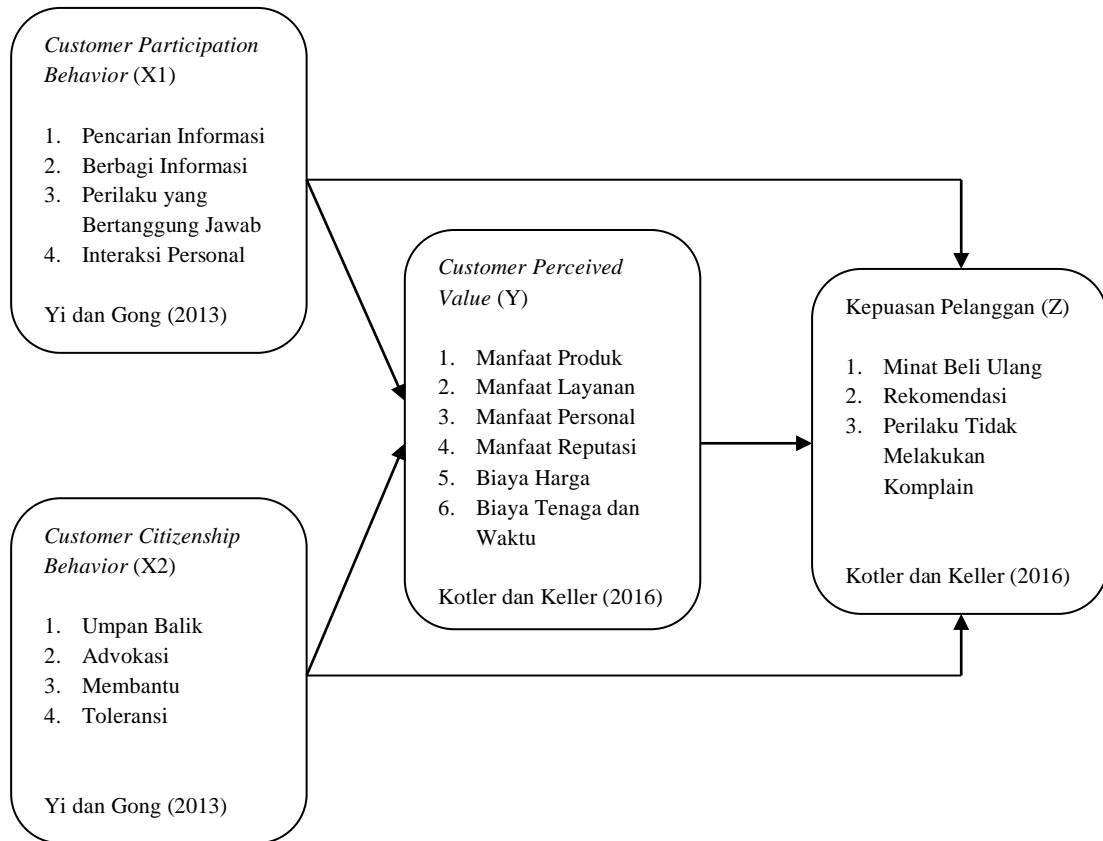 Customer Participation
Behavior (X1)
1. Pencarian Informasi
2. Berbagi Informasi
3. Perilaku yang
Bertanggung Jawab
4. Interaksi Personal
Yi dan Gong (2013)
Customer Citizenship
Behavior (X2)
1. Umpan Balik
2. Advokasi
3. Membantu
4. Toleransi
Yi dan Gong (2013)
Customer Perceived
Value (Y)
1. Manfaat Produk
2. Manfaat Layanan
3. Manfaat Personal
4. Manfaat Reputasi
5. Biaya Harga
6. Biaya Tenaga dan
Waktu
Kotler dan Keller (2016)
Kepuasan Pelanggan (Z)
1. Minat Beli Ulang
2. Rekomendasi
3. Perilaku Tidak
Melakukan
Komplain
Kotler dan Keller (2016)